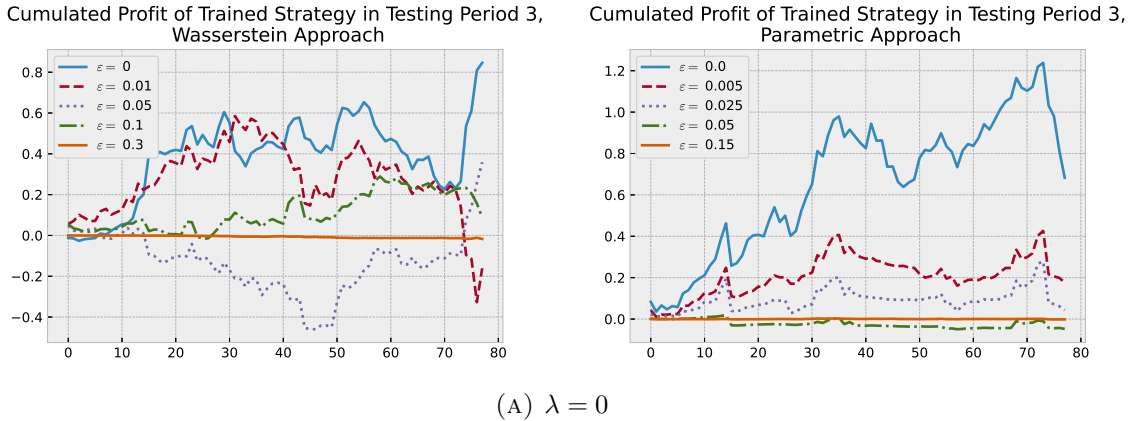 Cumulated Profit of Trained Strategy in Testing Period 3,
Wasserstein Approach
0.8
0.6
0.4
0.2
0.0
−0.2
−0.4
ε = 0
ε = 0.01
ε = 0.05
ε = 0.1
ε = 0.3
0 10 20 30 40 50 60 70 80
Cumulated Profit of Trained Strategy in Testing Period 3,
Parametric Approach
1.2
1.0
0.8
0.6
0.4
0.2
0.0
ε = 0.0
ε = 0.005
ε = 0.025
ε = 0.05
ε = 0.15
0 10 20 30 40 50 60 70 80
(A) λ = 0